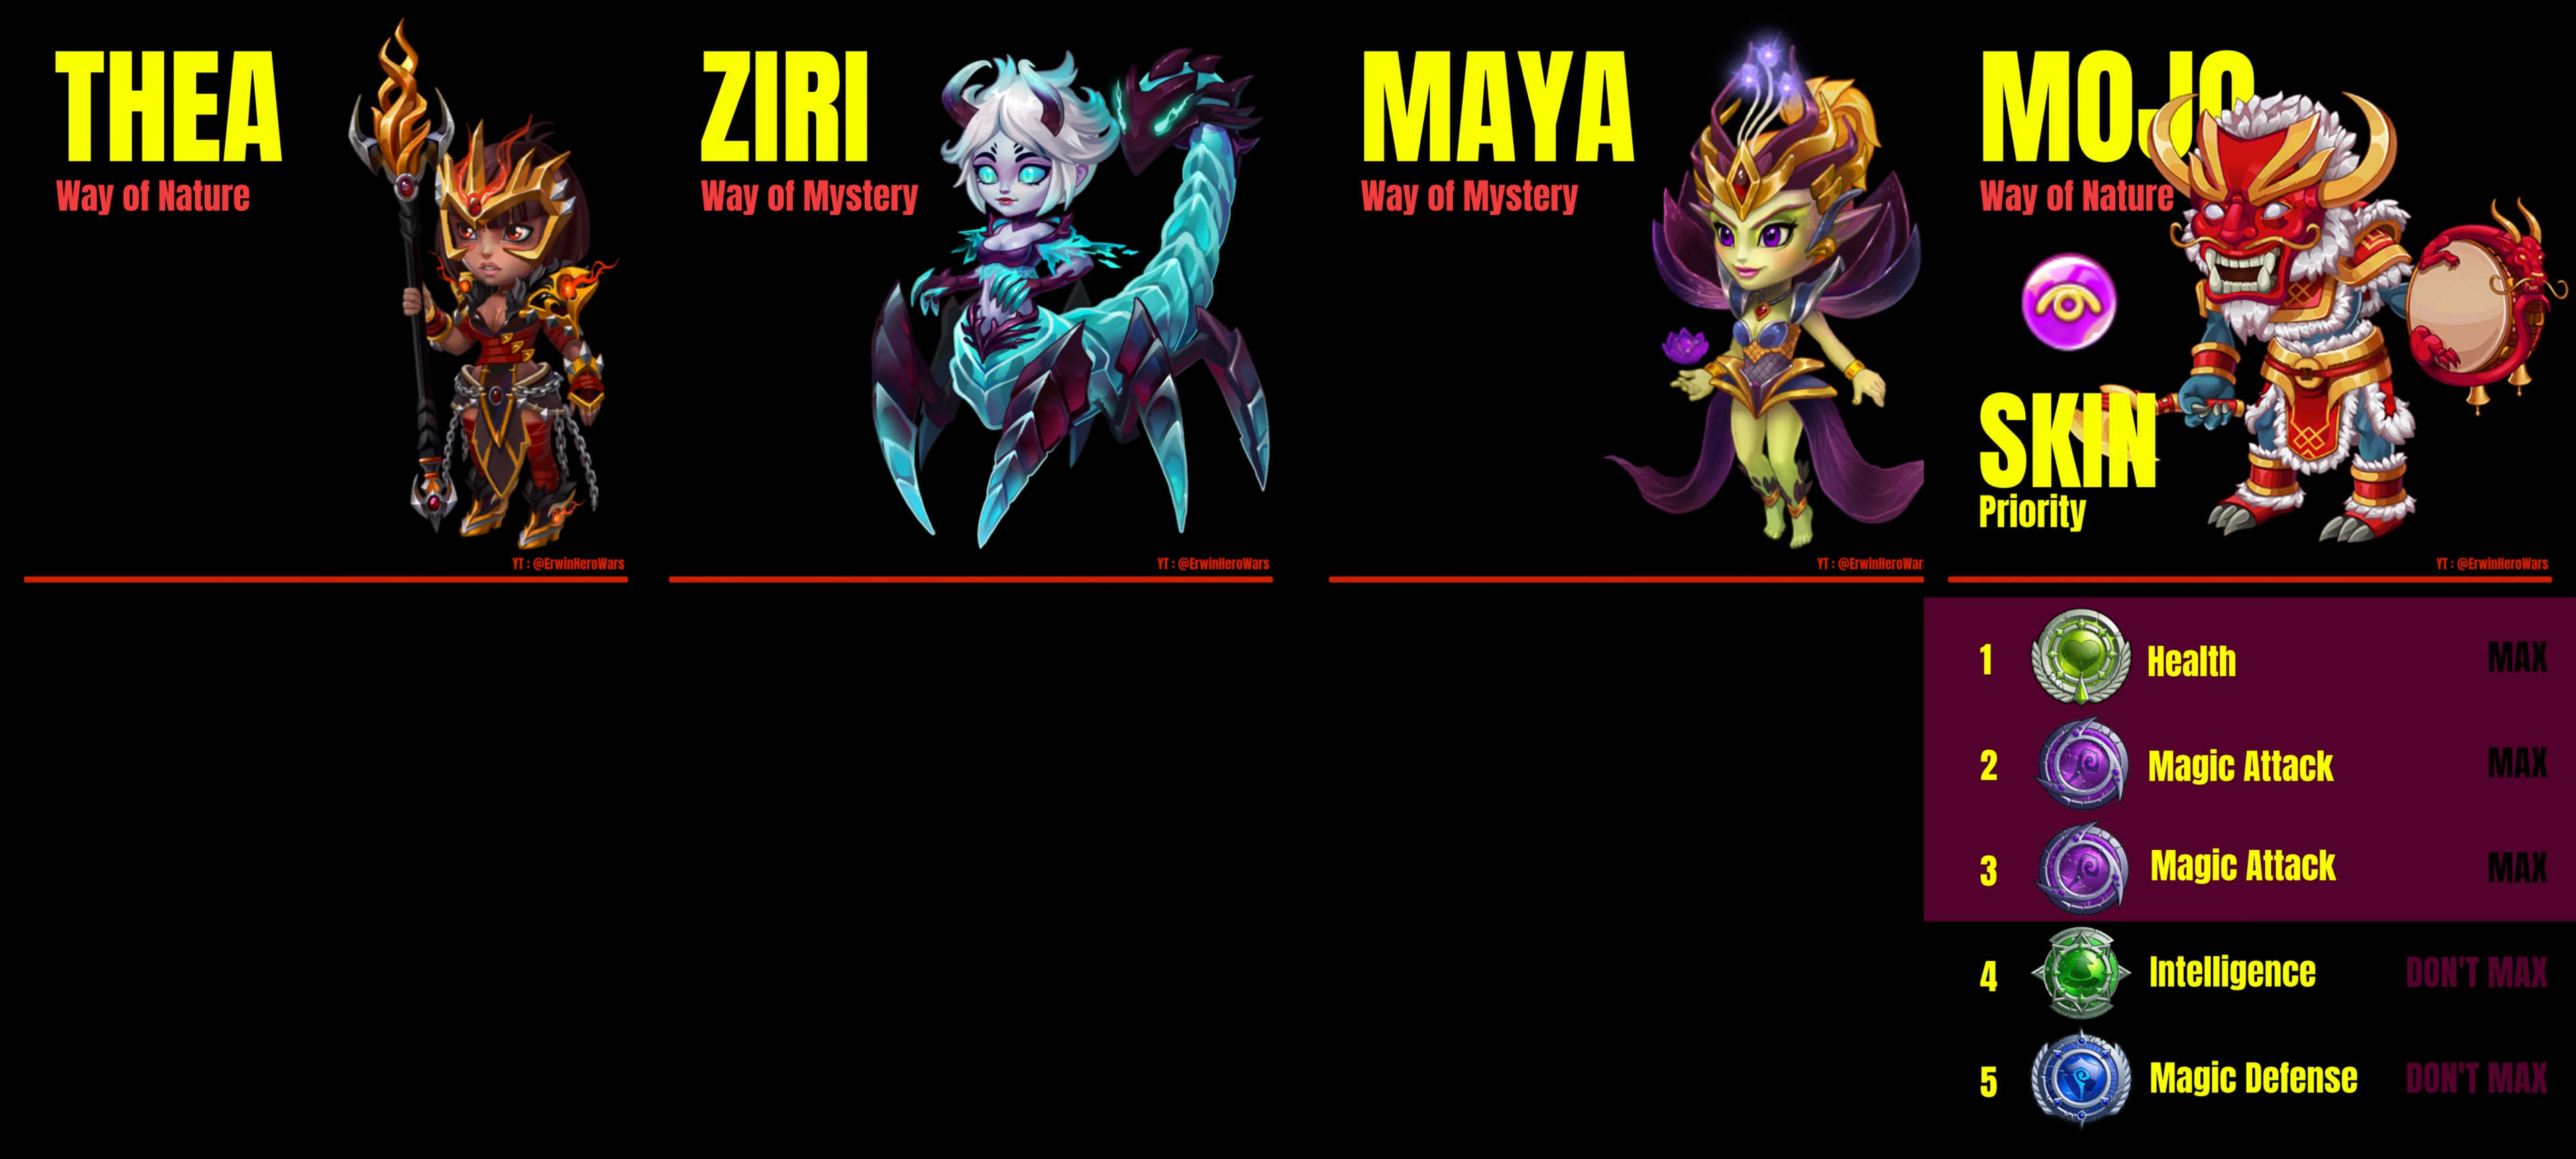 THEA
Way of Nature
YT : @ErwinHeroWars
ZIRI
Way of Mystery
YT : @ErwinHeroWars
MAYA
Way of Mystery
YT : @ErwinHeroWar
MOJO
Way of Nature
SKIN
Priority
YT : @ErwinHeroWars
1 Health MAX
2 Magic Attack MAX
3 Magic Attack MAX
4 Intelligence DON'T MAX
5 Magic Defense DON'T MAX